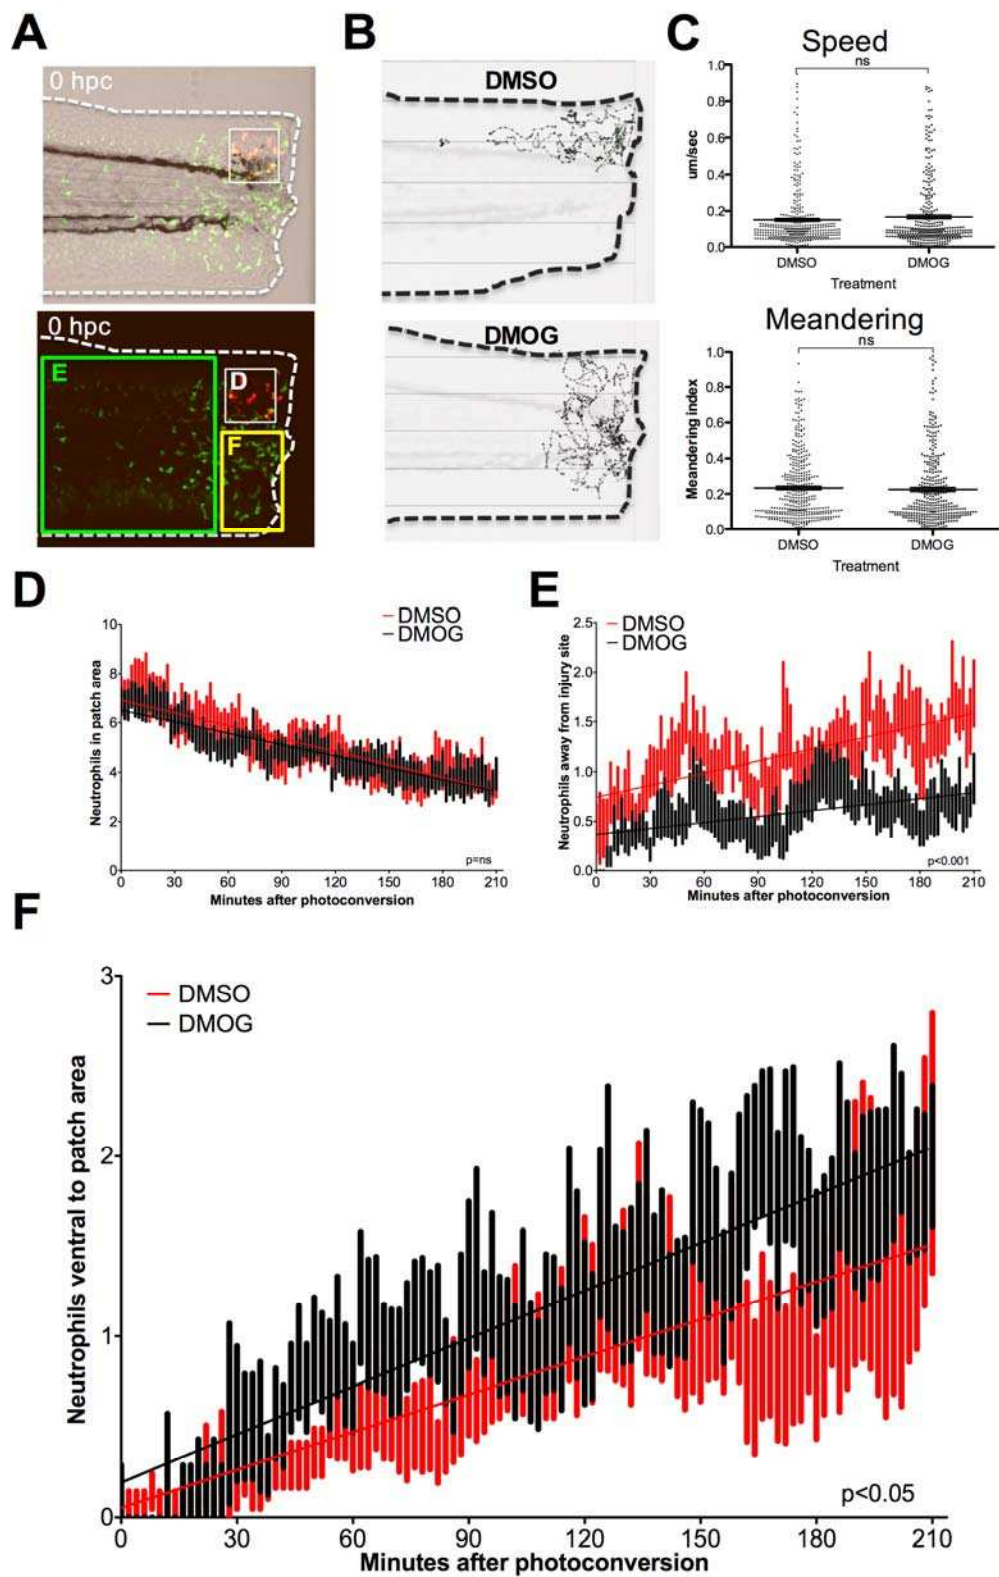 A
0 hpc
0 hpc
E
D
F
B
DMSO
DMOG
C
Speed
ns
1.0
0.8
0.6
0.4
0.2
0.0
um/sec
DMSO DMOG
Treatment
Meandering
ns
1.0
0.8
0.6
0.4
0.2
0.0
Meandering index
DMSO DMOG
Treatment
D
DMSO
DMOG
10
8
6
4
2
0
Neutrophils in patch area
p=ns
0 30 60 90 120 150 180 210
Minutes after photoconversion
E
DMSO
DMOG
2.5
2.0
1.5
1.0
0.5
0.0
Neutrophils away from injury site
p<0.001
0 30 60 90 120 150 180 210
Minutes after photoconversion
F
DMSO
DMOG
3
2
1
0
Neutrophils ventral to patch area
p<0.05
0 30 60 90 120 150 180 210
Minutes after photoconversion